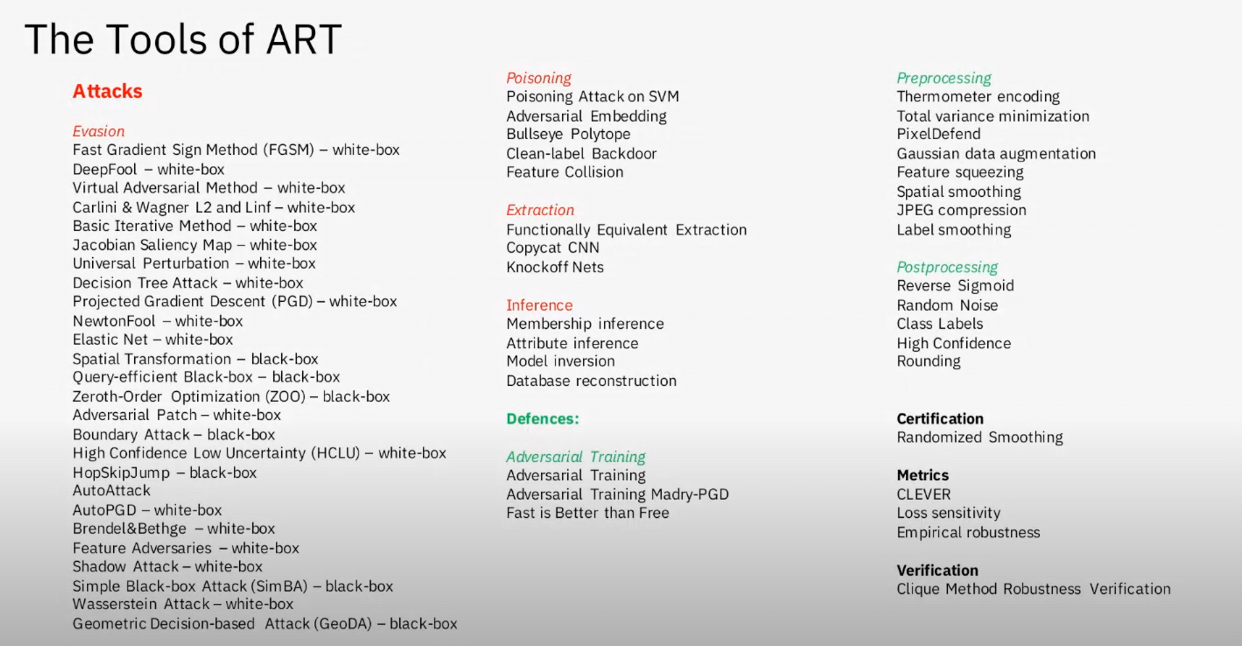 The Tools of ART
Attacks
Evasion
Fast Gradient Sign Method (FGSM) – white-box
DeepFool – white-box
Virtual Adversarial Method – white-box
Carlini & Wagner L2 and Linf – white-box
Basic Iterative Method – white-box
Jacobian Saliency Map – white-box
Universal Perturbation – white-box
Decision Tree Attack – white-box
Projected Gradient Descent (PGD) – white-box
NewtonFool – white-box
Elastic Net – white-box
Spatial Transformation – black-box
Query-efficient Black-box – black-box
Zeroth-Order Optimization (ZOO) – black-box
Adversarial Patch – white-box
Boundary Attack – black-box
High Confidence Low Uncertainty (HCLU) – white-box
HopSkipJump – black-box
AutoAttack
AutoPGD – white-box
Brendel&Bethge – white-box
Feature Adversaries – white-box
Shadow Attack – white-box
Simple Black-box Attack (SimBA) – black-box
Wasserstein Attack – white-box
Geometric Decision-based Attack (GeoDA) – black-box
Poisoning
Poisoning Attack on SVM
Adversarial Embedding
Bullseye Polytope
Clean-label Backdoor
Feature Collision
Extraction
Functionally Equivalent Extraction
Copycat CNN
Knockoff Nets
Inference
Membership inference
Attribute inference
Model inversion
Database reconstruction
Defences:
Adversarial Training
Adversarial Training
Adversarial Training Madry-PGD
Fast is Better than Free
Preprocessing
Thermometer encoding
Total variance minimization
PixelDefend
Gaussian data augmentation
Feature squeezing
Spatial smoothing
JPEG compression
Label smoothing
Postprocessing
Reverse Sigmoid
Random Noise
Class Labels
High Confidence
Rounding
Certification
Randomized Smoothing
Metrics
CLEVER
Loss sensitivity
Empirical robustness
Verification
Clique Method Robustness Verification